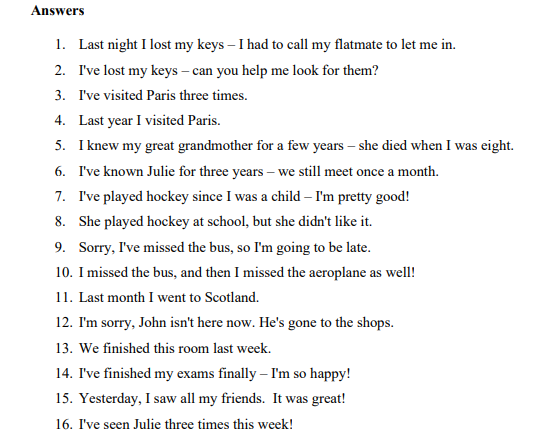 Answers
1. Last night I lost my keys – I had to call my flatmate to let me in.
2. I've lost my keys – can you help me look for them?
3. I've visited Paris three times.
4. Last year I visited Paris.
5. I knew my great grandmother for a few years – she died when I was eight.
6. I've known Julie for three years – we still meet once a month.
7. I've played hockey since I was a child – I'm pretty good!
8. She played hockey at school, but she didn't like it.
9. Sorry, I've missed the bus, so I'm going to be late.
10. I missed the bus, and then I missed the aeroplane as well!
11. Last month I went to Scotland.
12. I'm sorry, John isn't here now. He's gone to the shops.
13. We finished this room last week.
14. I've finished my exams finally – I'm so happy!
15. Yesterday, I saw all my friends.  It was great!
16. I've seen Julie three times this week!